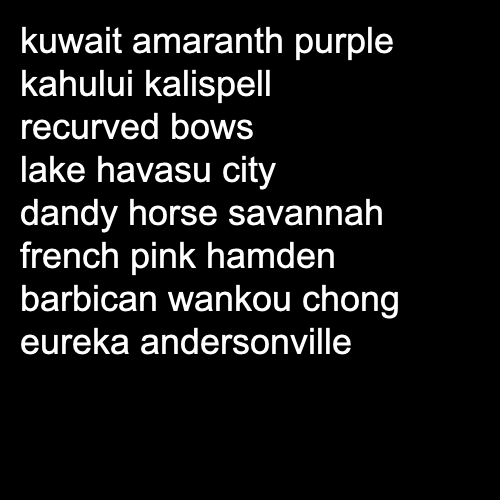 kuwait amaranth purple
kahului kalispell
recurved bows
lake havasu city
dandy horse savannah
french pink hamden
barbican wankou chong
eureka andersonville